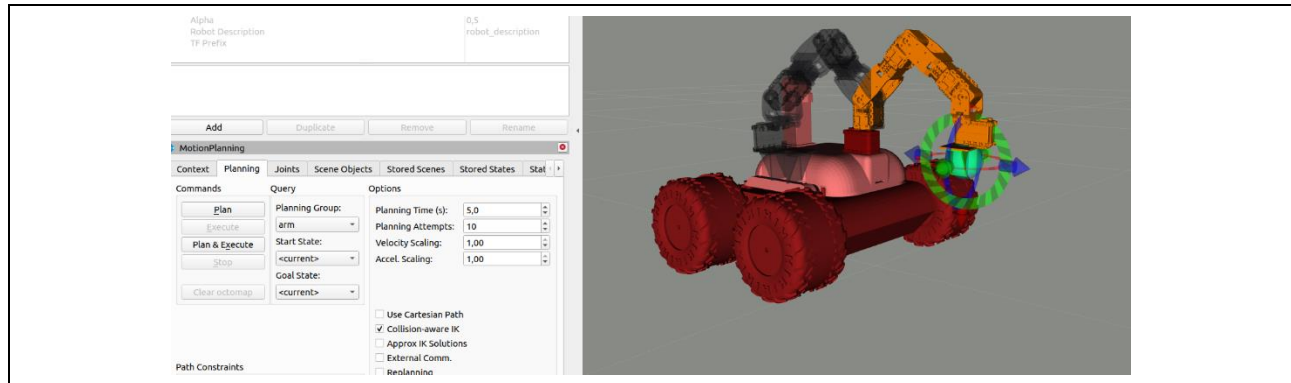 Alpha 0,5
Robot Description robot_description
TF Prefix
Add Duplicate Remove Rename
MotionPlanning
Context Planning Joints Scene Objects Stored Scenes Stored States Stat
Commands Query Options
Plan Planning Group: Planning Time (s): 5,0
Execute arm Planning Attempts: 10
Plan & Execute Start State: Velocity Scaling: 1,00
Stop <current> Accel. Scaling: 1,00
Goal State:
Clear octomap <current>
Use Cartesian Path
Collision-aware IK
Approx IK Solutions
External Comm.
Path Constraints Replanning